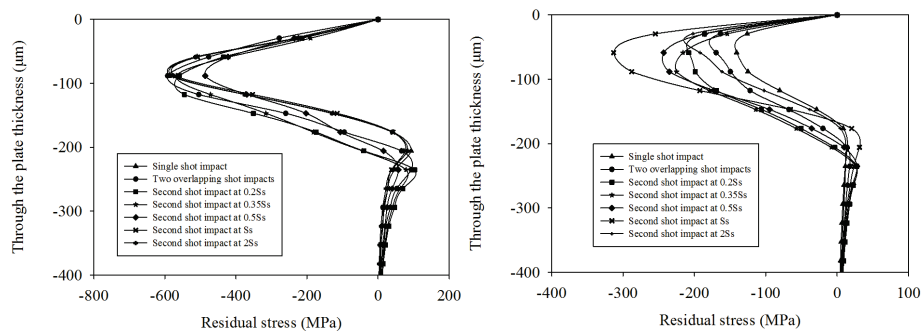 0
-100
-200
-300
-400
Through the plate thickness (µm)
-800
-600
-400
-200
0
200
Residual stress (MPa)
Single shot impact
Two overlapping shot impacts
Second shot impact at 0.2Ss
Second shot impact at 0.35Ss
Second shot impact at 0.5Ss
Second shot impact at Ss
Second shot impact at 2Ss
0
-100
-200
-300
-400
Through the plate thickness (µm)
-400
-300
-200
-100
0
100
Residual stress (MPa)
Single shot impact
Two overlapping shot impacts
Second shot impact at 0.2Ss
Second shot impact at 0.35Ss
Second shot impact at 0.5Ss
Second shot impact at Ss
Second shot impact at 2Ss